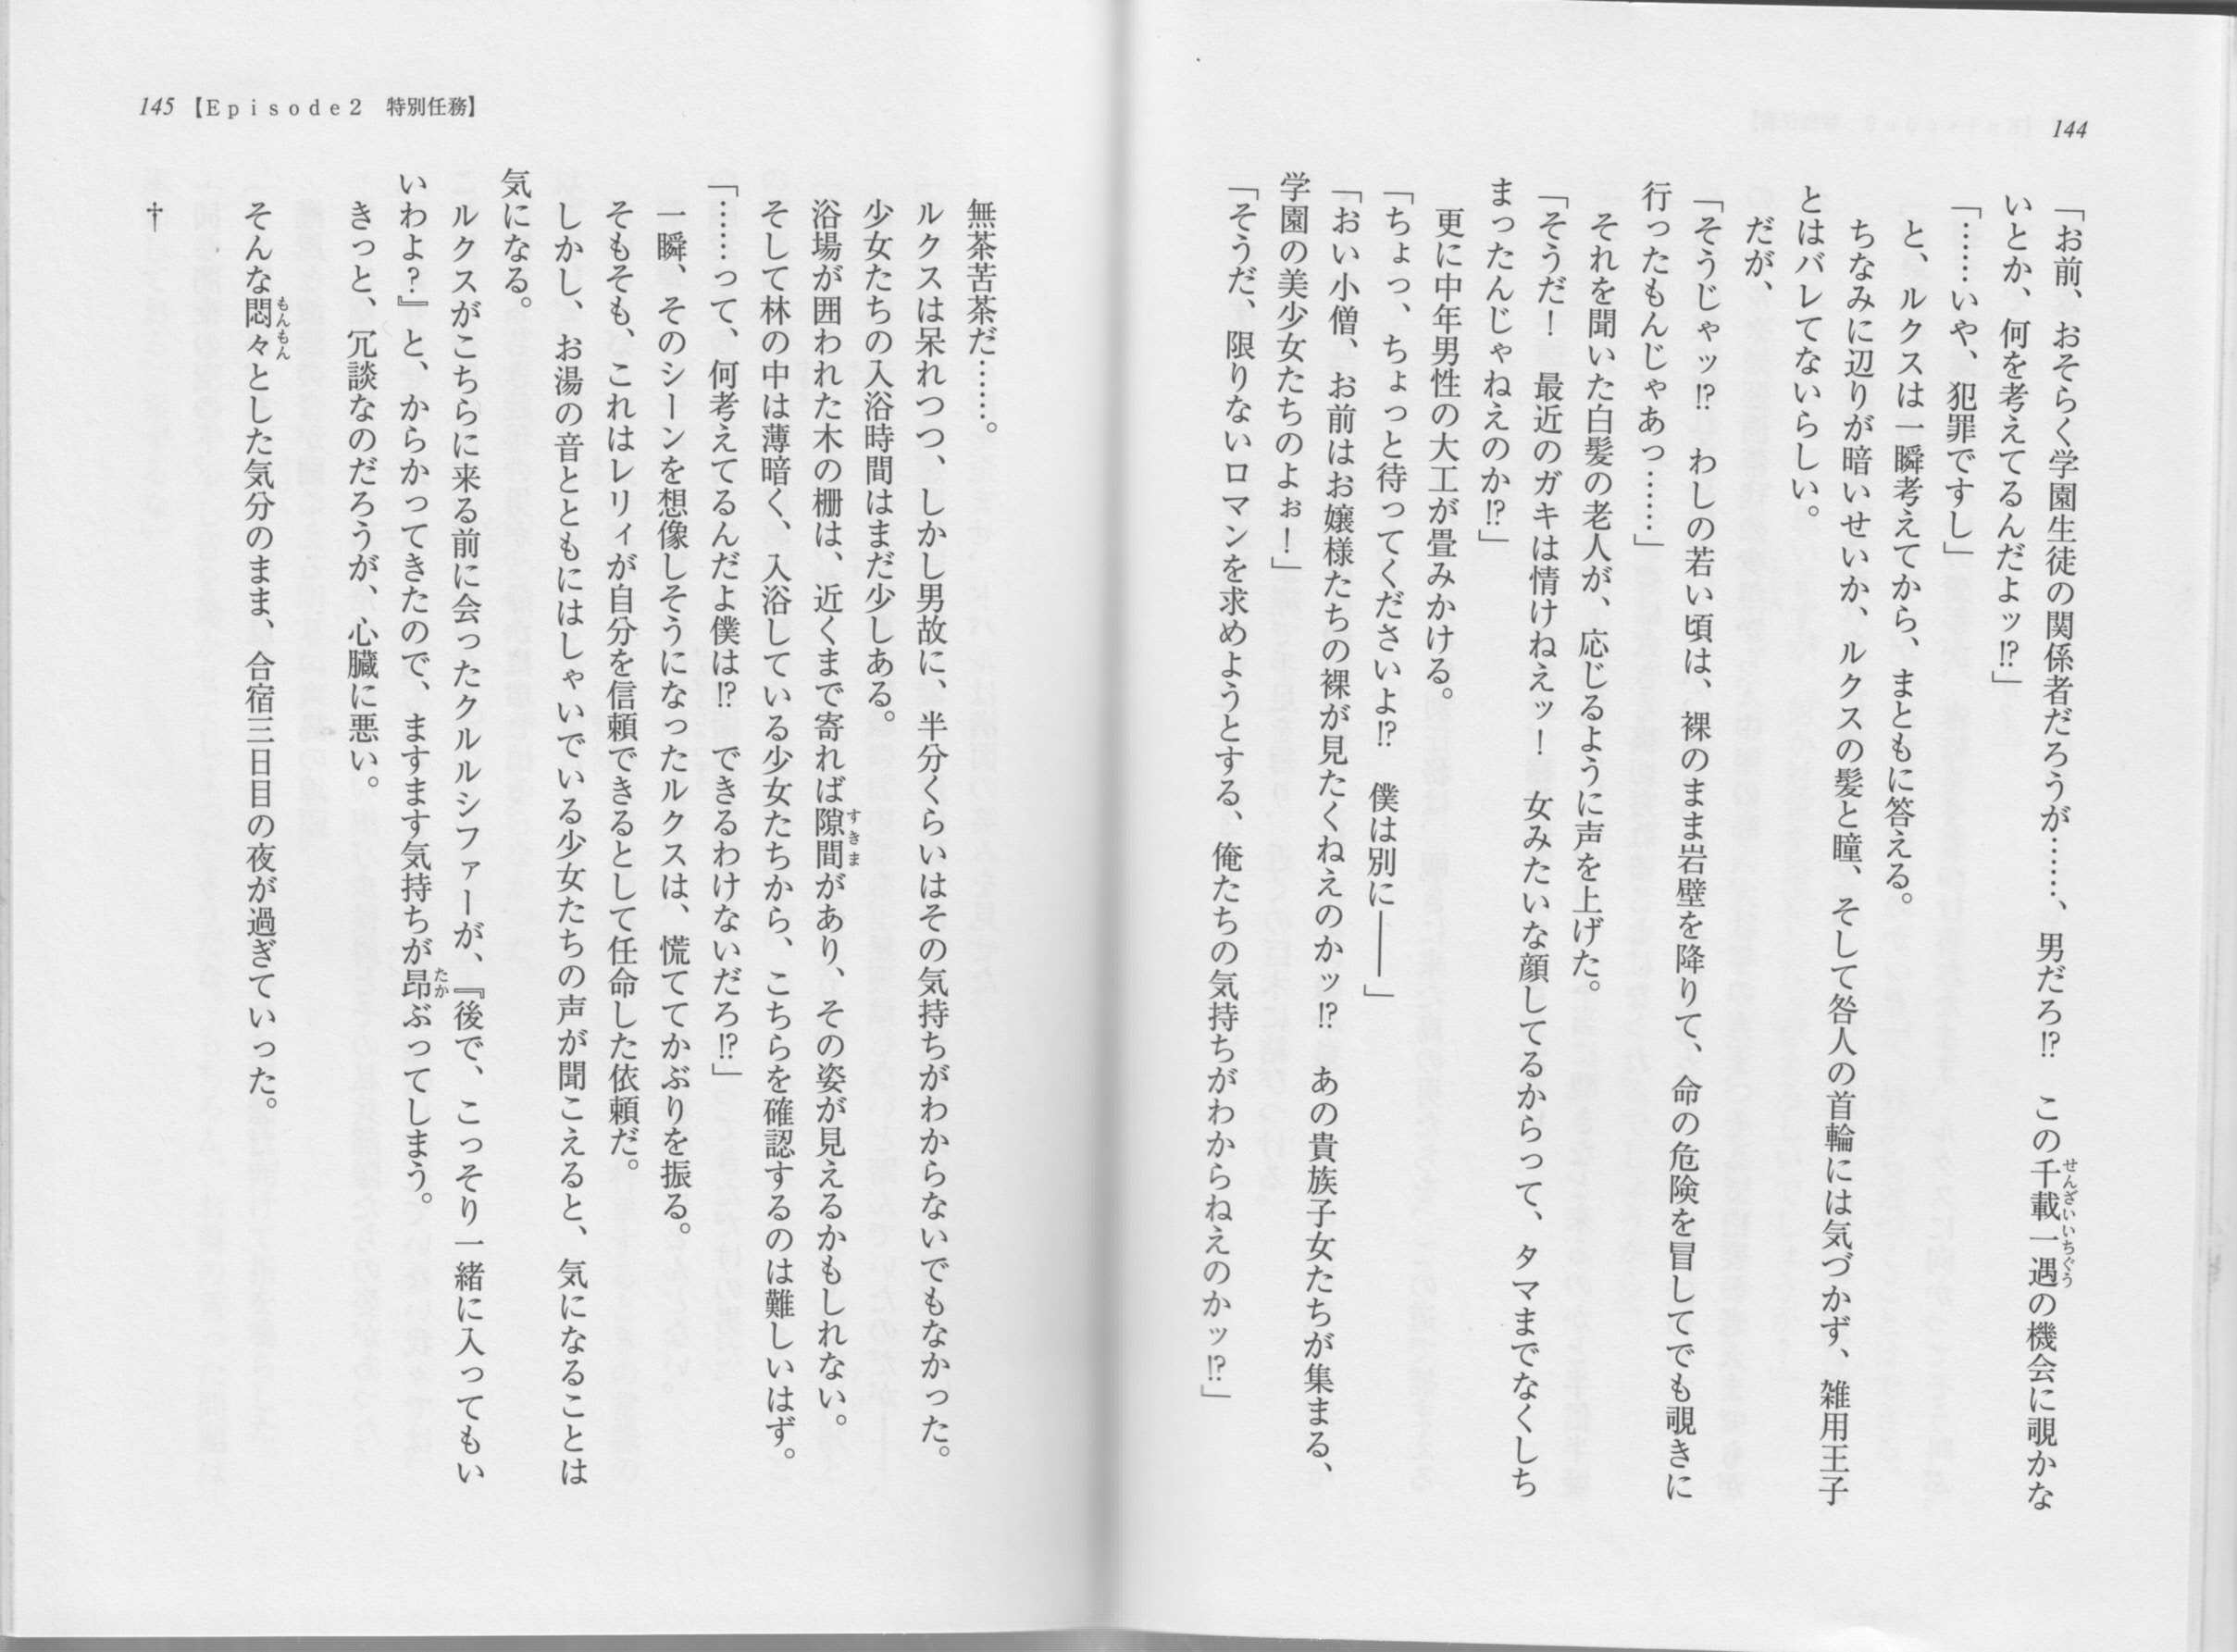 144
「お前、おそらく学園生徒の関係者だろうが……、男だろ⁉　この千載一遇の機会に覗かな
いとか、何を考えてるんだよッ⁉」
「……いや、犯罪ですし」
　と、ルクスは一瞬考えてから、まともに答える。
　ちなみに辺りが暗いせいか、ルクスの髪と瞳、そして咎人の首輪には気づかず、雑用王子
とはバレてないらしい。
　だが、
「そうじゃッ⁉　わしの若い頃は、裸のまま岩壁を降りて、命の危険を冒してでも覗きに
行ったもんじゃあっ……」
　それを聞いた白髪の老人が、応じるように声を上げた。
「そうだ！　最近のガキは情けねえッ！　女みたいな顔してるからって、タマまでなくしち
まったんじゃねえのか⁉」
　更に中年男性の大工が畳みかける。
「ちょっ、ちょっと待ってくださいよ⁉　僕は別に――」
「おい小僧、お前はお嬢様たちの裸が見たくねえのかッ⁉　あの貴族子女たちが集まる、
学園の美少女たちのよぉ！」
「そうだ、限りないロマンを求めようとする、俺たちの気持ちがわからねえのかッ⁉」
145【Episode2　特別任務】
　無茶苦茶だ……。
　ルクスは呆れつつ、しかし男故に、半分くらいはその気持ちがわからないでもなかった。
　少女たちの入浴時間はまだ少しある。
　浴場が囲われた木の柵は、近くまで寄れば隙間があり、その姿が見えるかもしれない。
　そして林の中は薄暗く、入浴している少女たちから、こちらを確認するのは難しいはず。
「……って、何考えてるんだよ僕は⁉　できるわけないだろ⁉」
　一瞬、そのシーンを想像しそうになったルクスは、慌ててかぶりを振る。
　そもそも、これはレリィが自分を信頼できるとして任命した依頼だ。
　しかし、お湯の音とともにはしゃいでいる少女たちの声が聞こえると、気になることは
気になる。
　ルクスがこちらに来る前に会ったクルルシファーが、『後で、こっそり一緒に入ってもい
いわよ？』と、からかってきたので、ますます気持ちが昂ぶってしまう。
　きっと、冗談なのだろうが、心臓に悪い。
　そんな悶々とした気分のまま、合宿三日目の夜が過ぎていった。
†
せんざいいちぐう
すきま
たか
もんもん